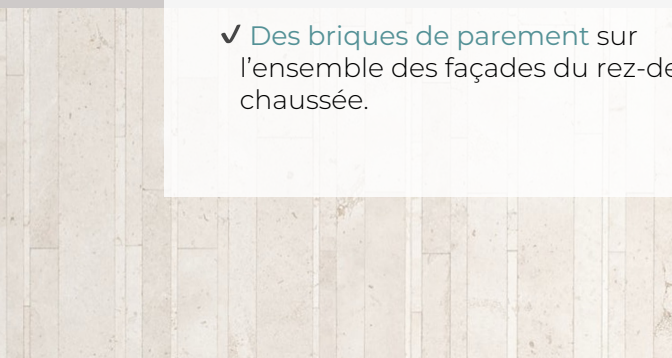 ✓ Des briques de parement sur
l'ensemble des façades du rez-de
chaussée.